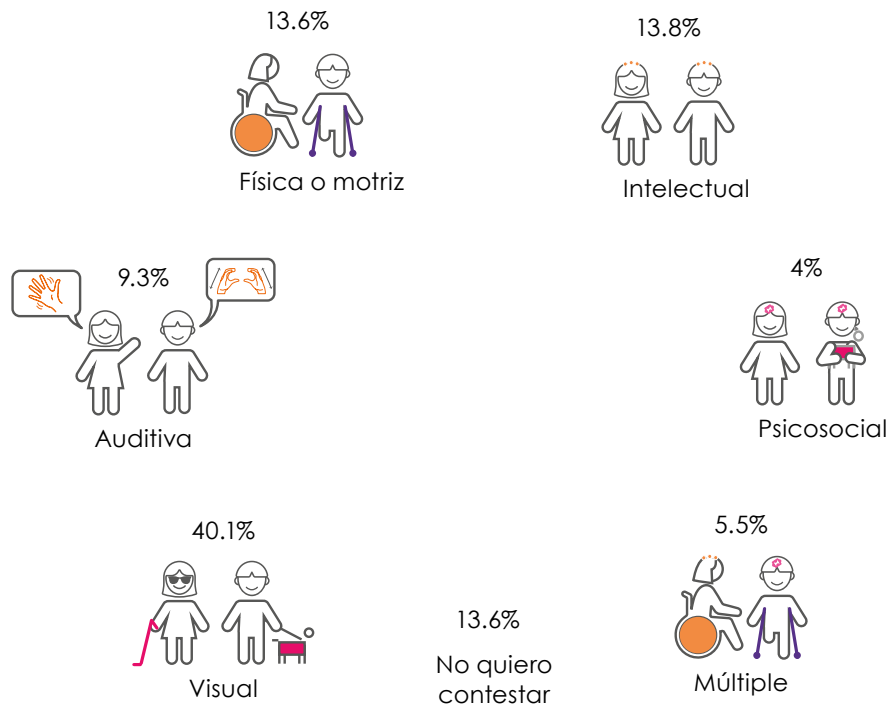 13.6%
Física o motriz
13.8%
Intelectual
9.3%
Auditiva
4%
Psicosocial
40.1%
Visual
13.6%
No quiero
contestar
5.5%
Múltiple